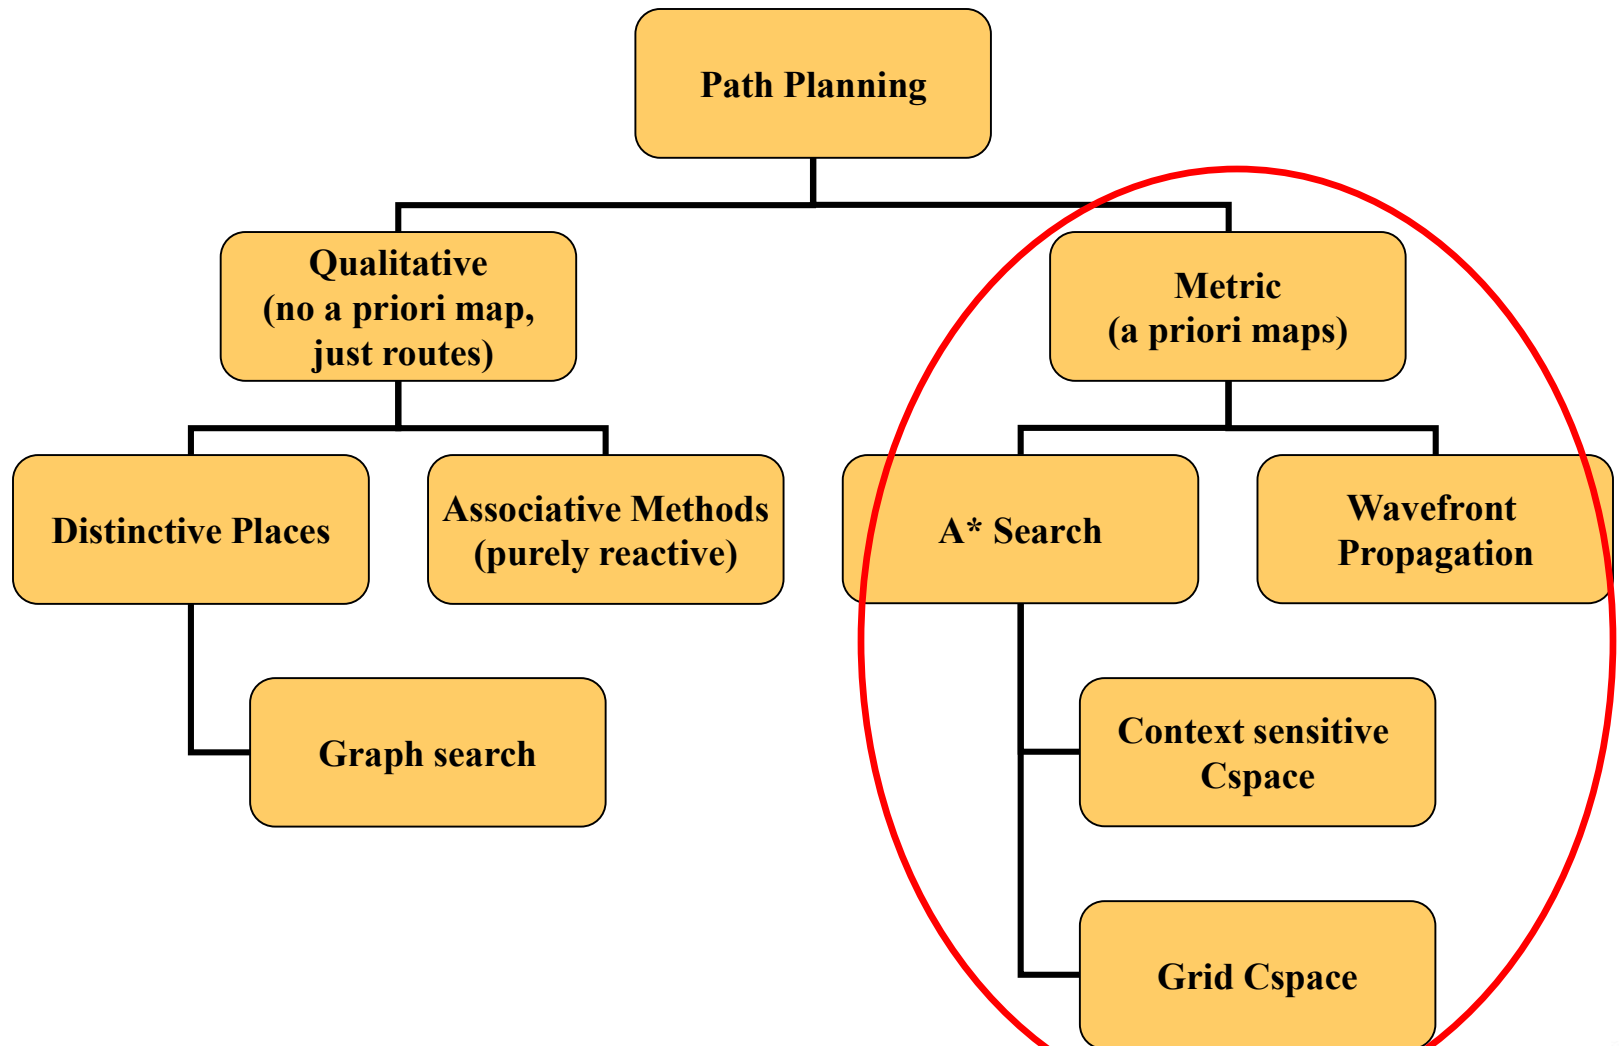 Path Planning
Qualitative
(no a priori map,
just routes)
Metric
(a priori maps)
Distinctive Places
Associative Methods
(purely reactive)
A* Search
Wavefront
Propagation
Graph search
Context sensitive
Cspace
Grid Cspace